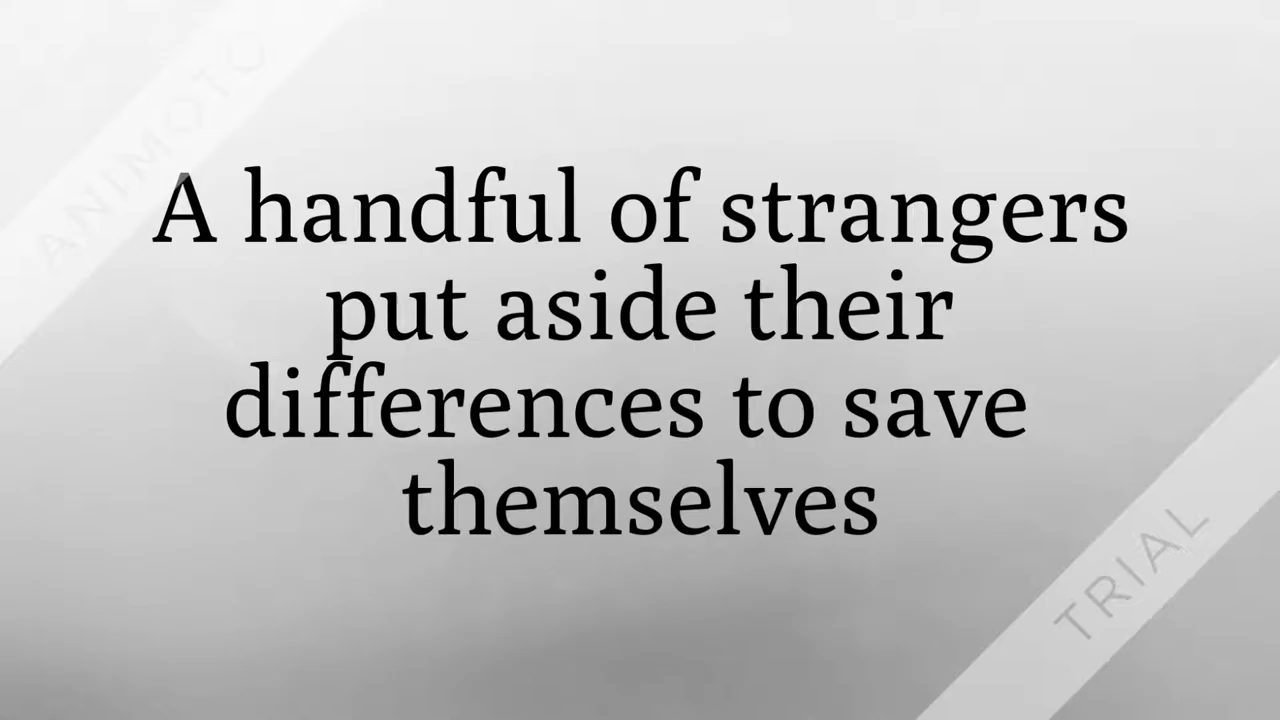 ANIMOTO
A handful of strangers
put aside their
differences to save
themselves
TRIAL